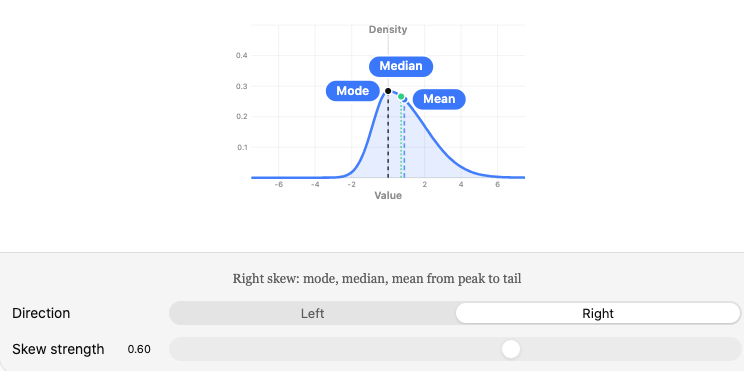 Density
0.4
Median
0.3
Mode
Mean
0.2
0.1
-6 -4 -2 2 4 6
Value
Right skew: mode, median, mean from peak to tail
Direction Left Right
Skew strength 0.60